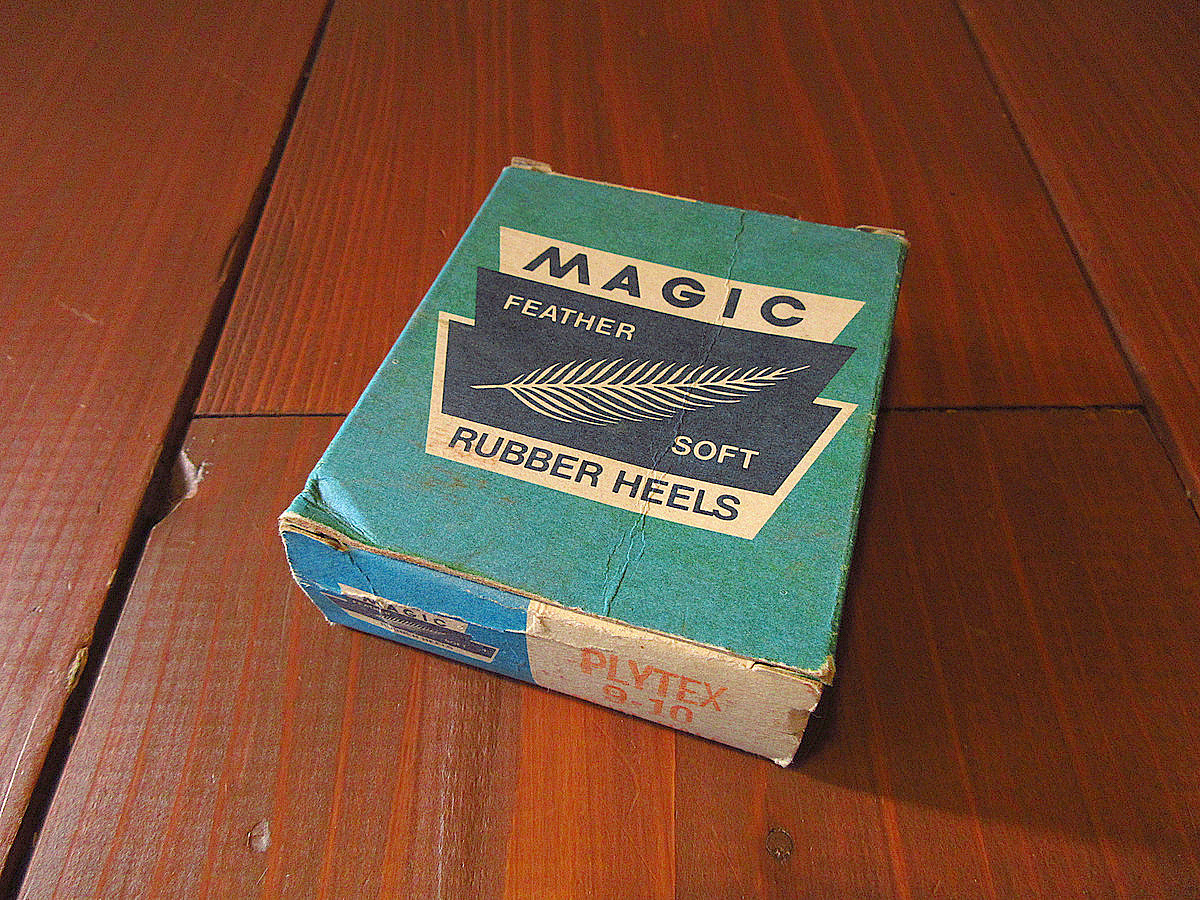 MAGIC
FEATHER
SOFT
RUBBER HEELS
MAGIC
PLYTEX
9-10